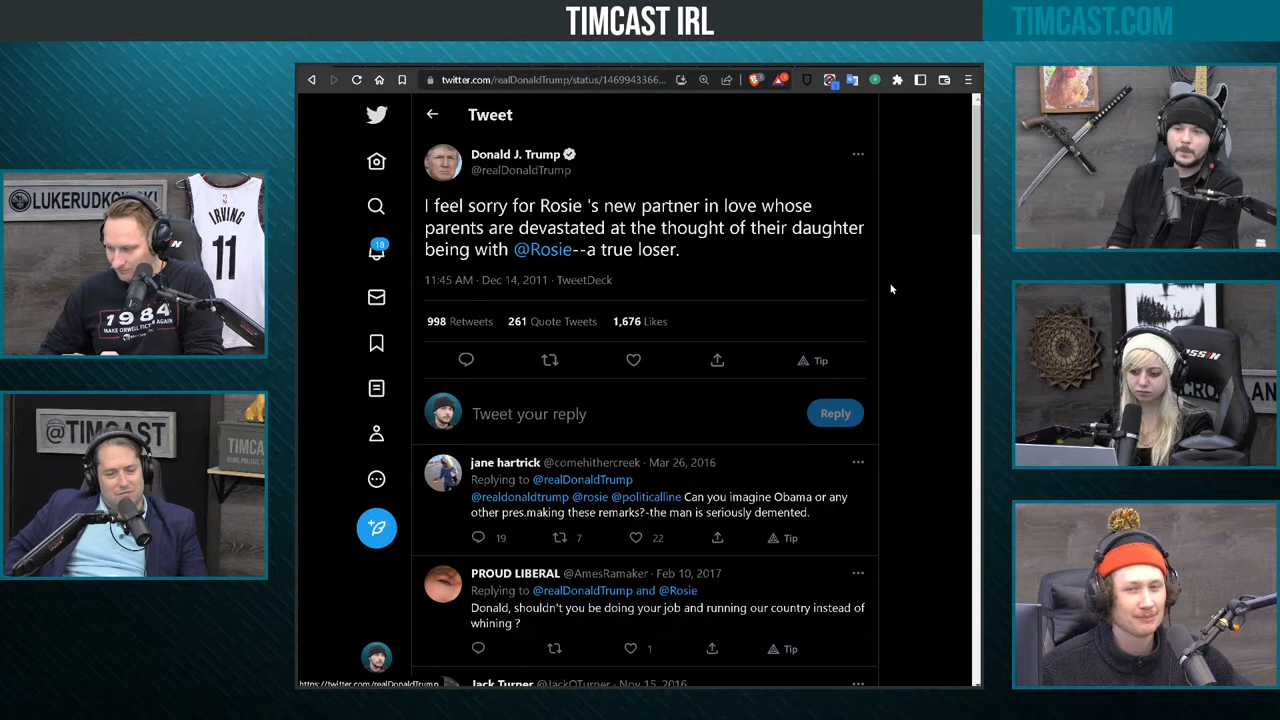 TIMCAST IRL
TIMCAST.COM
twitter.com/realDonaldTrump/status/1469943366...
Tweet
Donald J. Trump
@realDonaldTrump
I feel sorry for Rosie 's new partner in love whose
parents are devastated at the thought of their daughter
being with @Rosie--a true loser.
11:45 AM · Dec 14, 2011 · TweetDeck
998 Retweets 261 Quote Tweets 1,676 Likes
Tip
Tweet your reply
Reply
jane hartrick @comehithercreek · Mar 26, 2016
Replying to @realDonaldTrump
@realdonaldtrump @rosie @politicalline Can you imagine Obama or any
other pres.making these remarks?-the man is seriously demented.
19 7 22 Tip
PROUD LIBERAL @AmesRamaker · Feb 10, 2017
Replying to @realDonaldTrump and @Rosie
Donald, shouldn't you be doing your job and running our country instead of
whining ?
1 Tip
Jack Turner @JackOTurner · Nov 15, 2016
https://twitter.com/realDonaldTrump
18
@LUKERUDKOWSKI
IRVING
11
1984
MAKE ORWELL FICTION AGAIN
@TIMCAST
TIMCAST